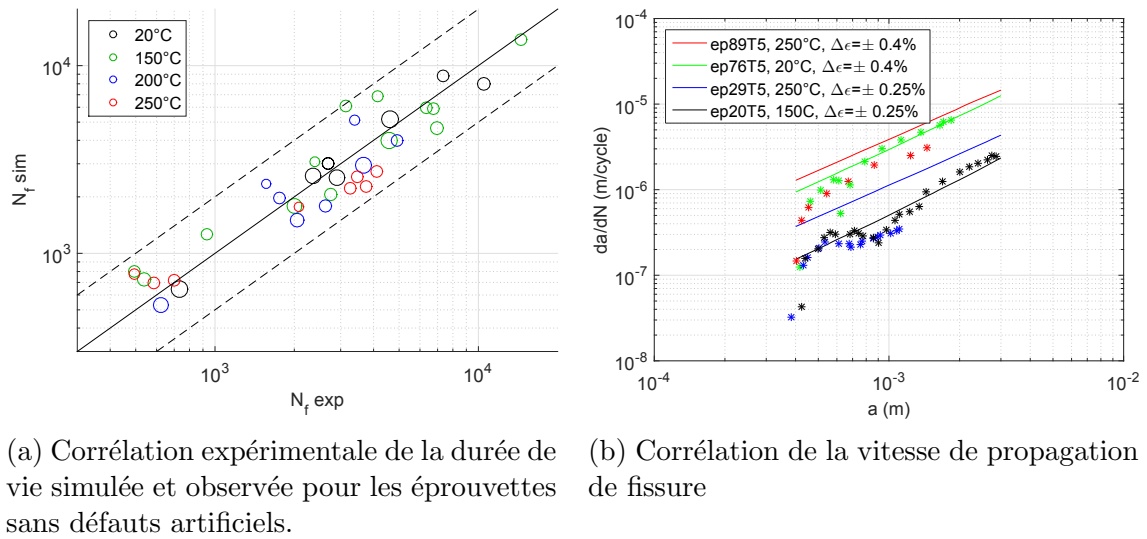 10^4
10^3
N_f sim
20°C
150°C
200°C
250°C
10^3
10^4
N_f exp
10^-4
10^-5
10^-6
10^-7
10^-8
da/dN (m/cycle)
ep89T5, 250°C, Δϵ=± 0.4%
ep76T5, 20°C, Δϵ=± 0.4%
ep29T5, 250°C, Δϵ=± 0.25%
ep20T5, 150C, Δϵ=± 0.25%
10^-4
10^-3
10^-2
a (m)
(a) Corrélation expérimentale de la durée de
vie simulée et observée pour les éprouvettes
sans défauts artificiels.
(b) Corrélation de la vitesse de propagation
de fissure